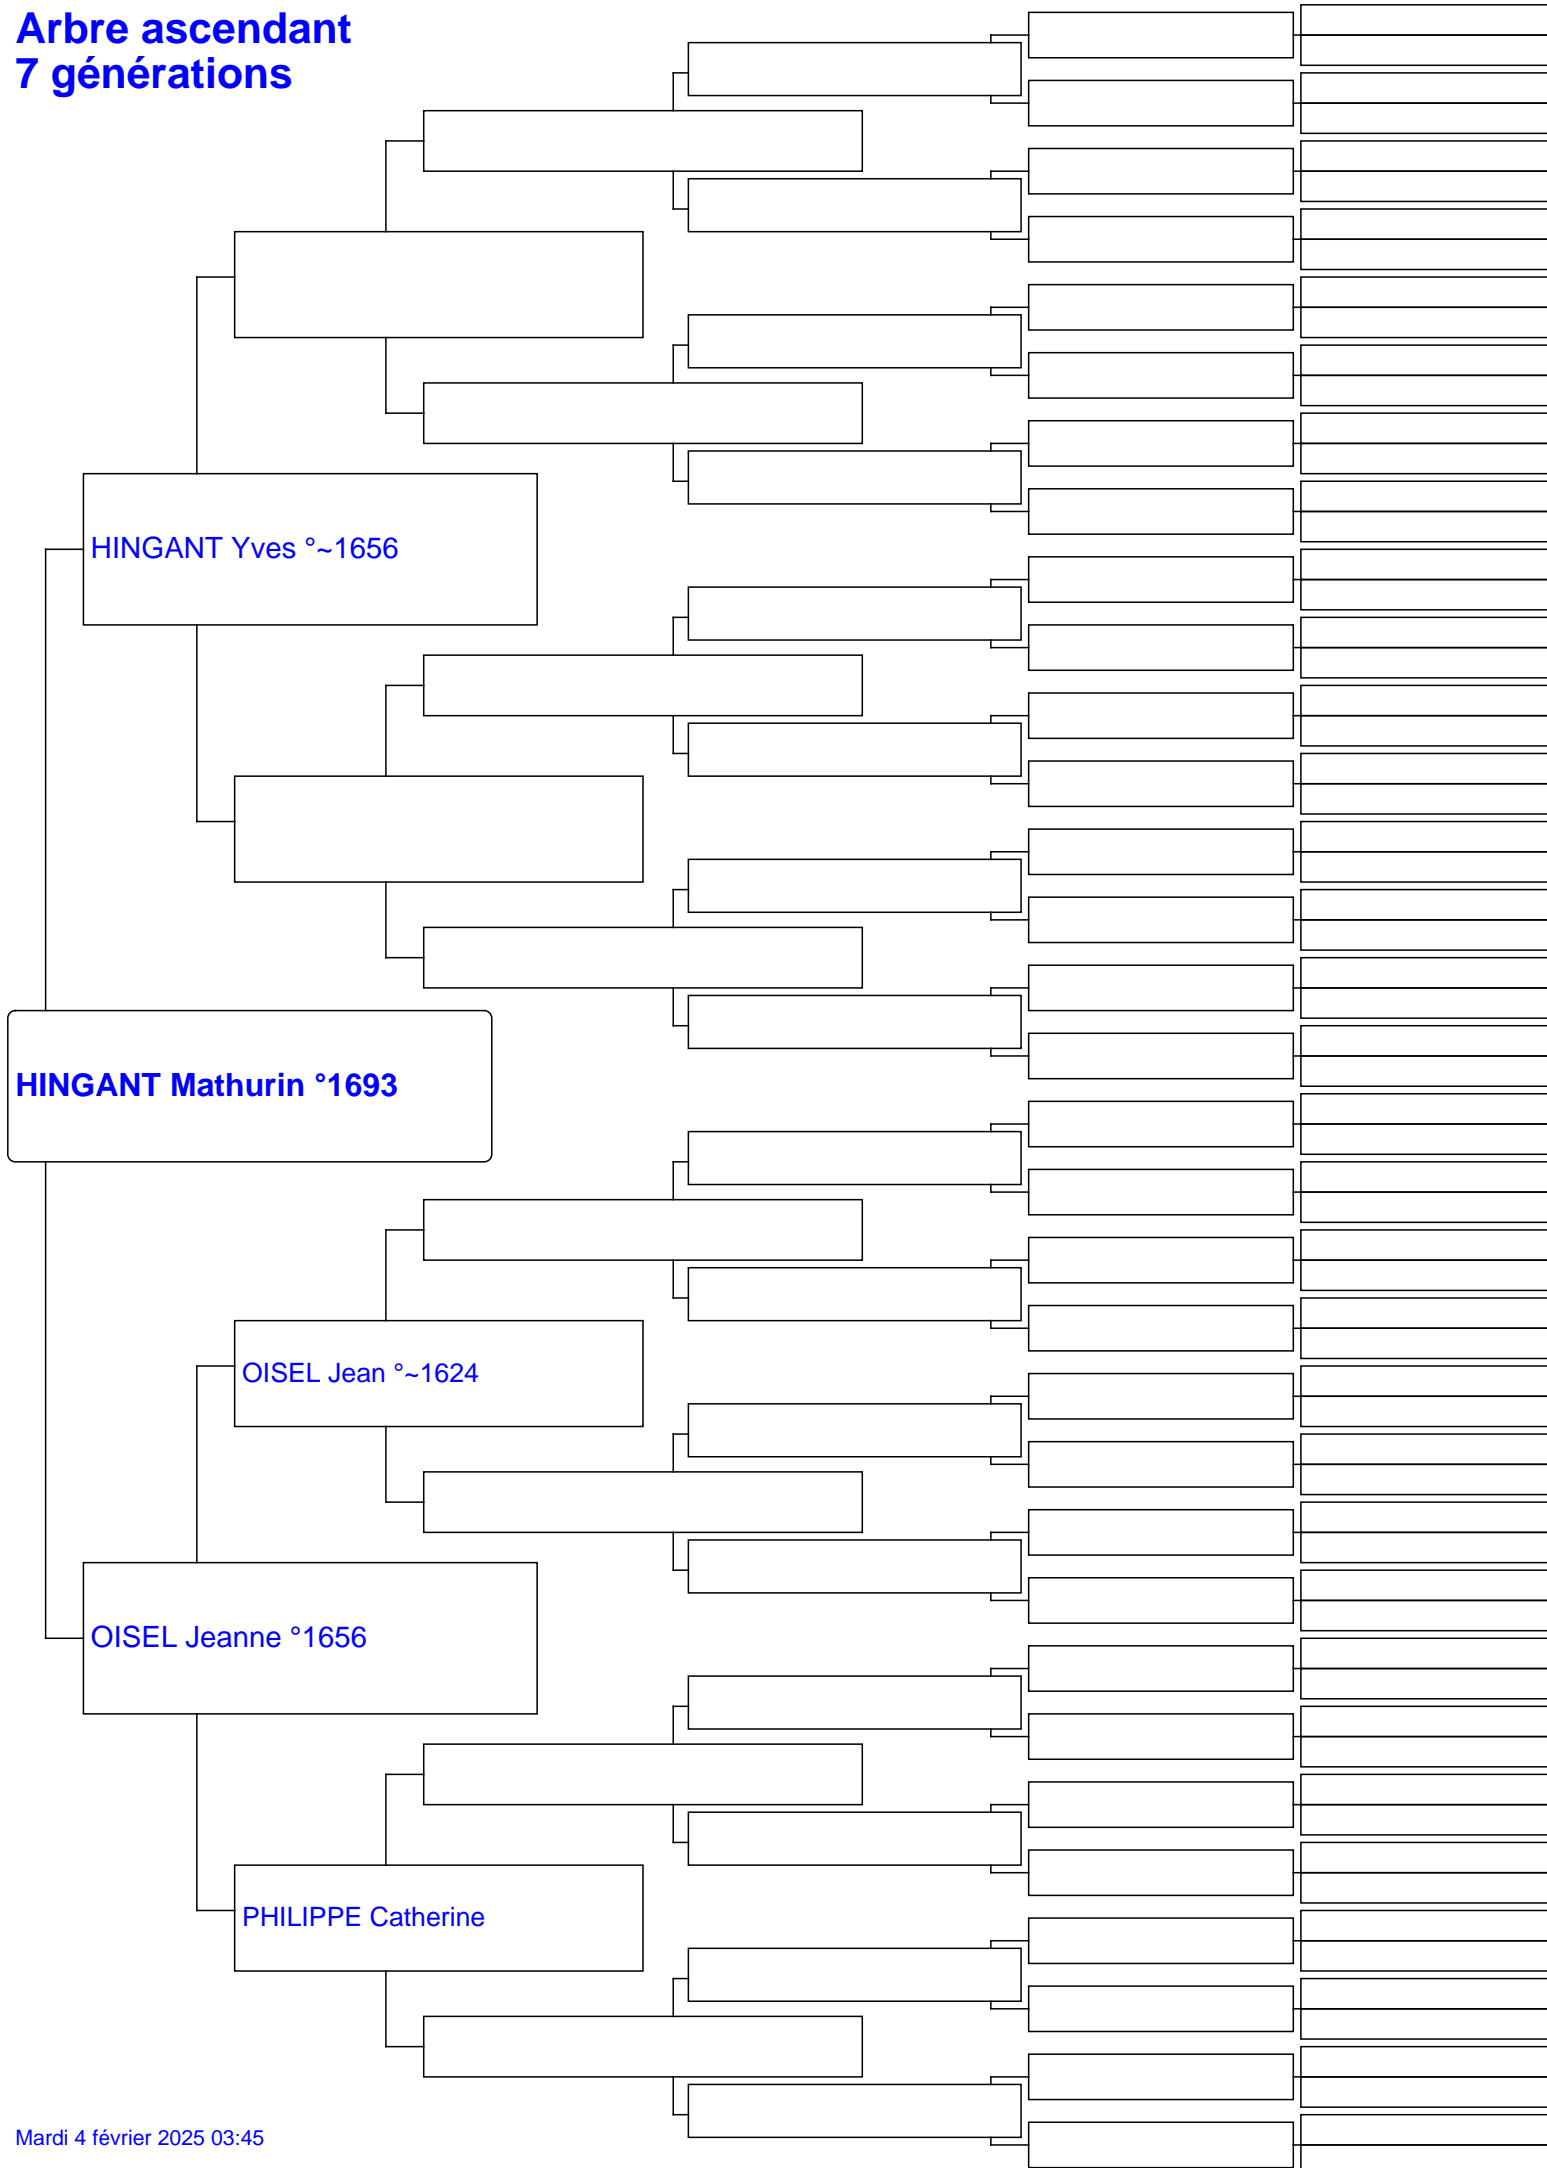 Arbre ascendant
7 générations
HINGANT Yves °~1656
HINGANT Mathurin °1693
OISEL Jean °~1624
OISEL Jeanne °1656
PHILIPPE Catherine
Mardi 4 février 2025 03:45